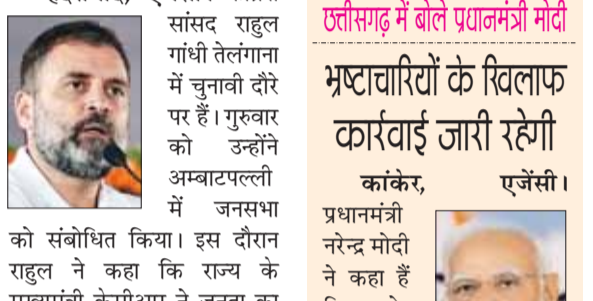 सांसद राहुल
गांधी तेलंगाना
में चुनावी दौरे
पर हैं। गुरुवार
को उन्होंने
अम्बाटपल्ली
में जनसभा
को संबोधित किया। इस दौरान
राहुल ने कहा कि राज्य के
छत्तीसगढ़ में बोले प्रधानमंत्री मोदी
भ्रष्टाचारियों के खिलाफ
कार्रवाई जारी रहेगी
कांकेर, एजेंसी।
प्रधानमंत्री
नरेन्द्र मोदी
ने कहा हैं